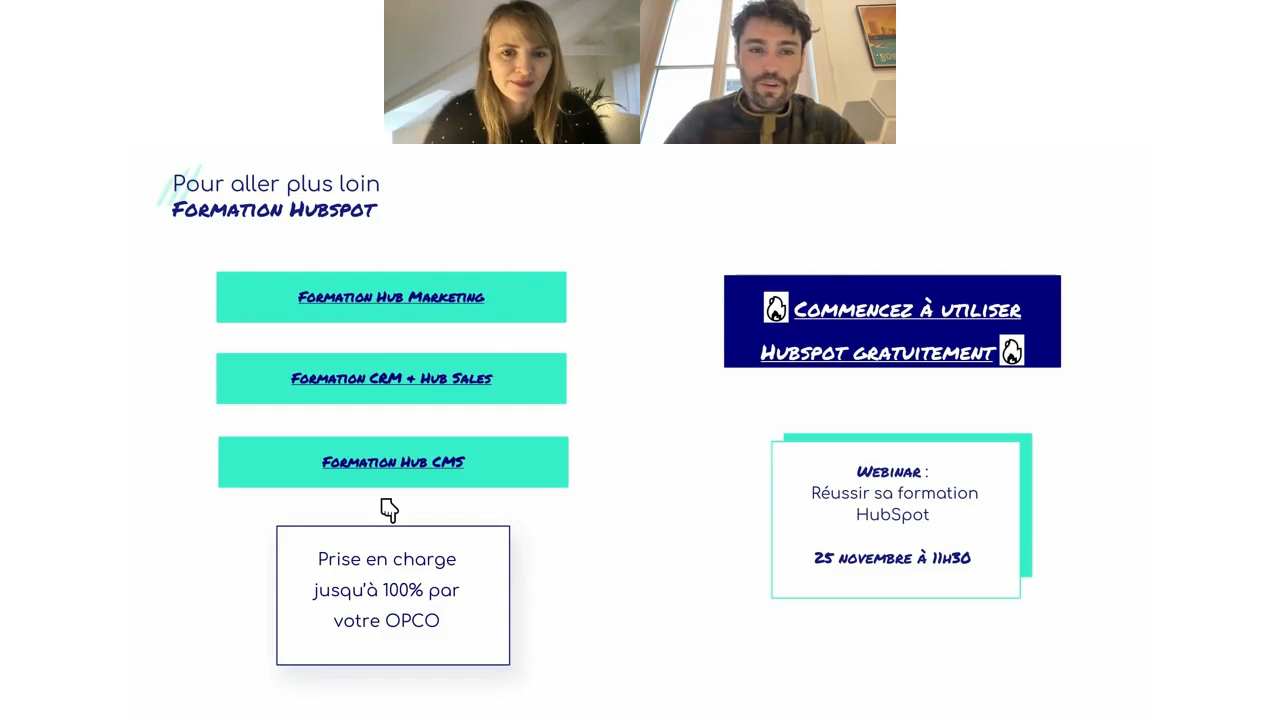 Pour aller plus loin
Formation Hubspot
Formation Hub Marketing
Formation CRM & Hub Sales
Formation Hub CMS
Prise en charge
jusqu'à 100% par
votre OPCO
Commencez à utiliser
Hubspot gratuitement
Webinar :
Réussir sa formation
HubSpot
25 novembre à 11h30